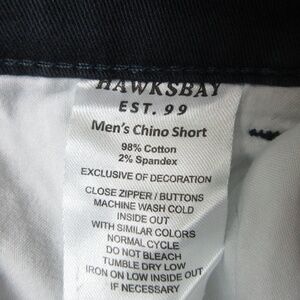 HAWKSBAY
EST. 99
Men's Chino Short
98% Cotton
2% Spandex
EXCLUSIVE OF DECORATION
CLOSE ZIPPER / BUTTONS
MACHINE WASH COLD
INSIDE OUT
WITH SIMILAR COLORS
NORMAL CYCLE
DO NOT BLEACH
TUMBLE DRY LOW
IRON ON LOW INSIDE OUT
IF NECESSARY